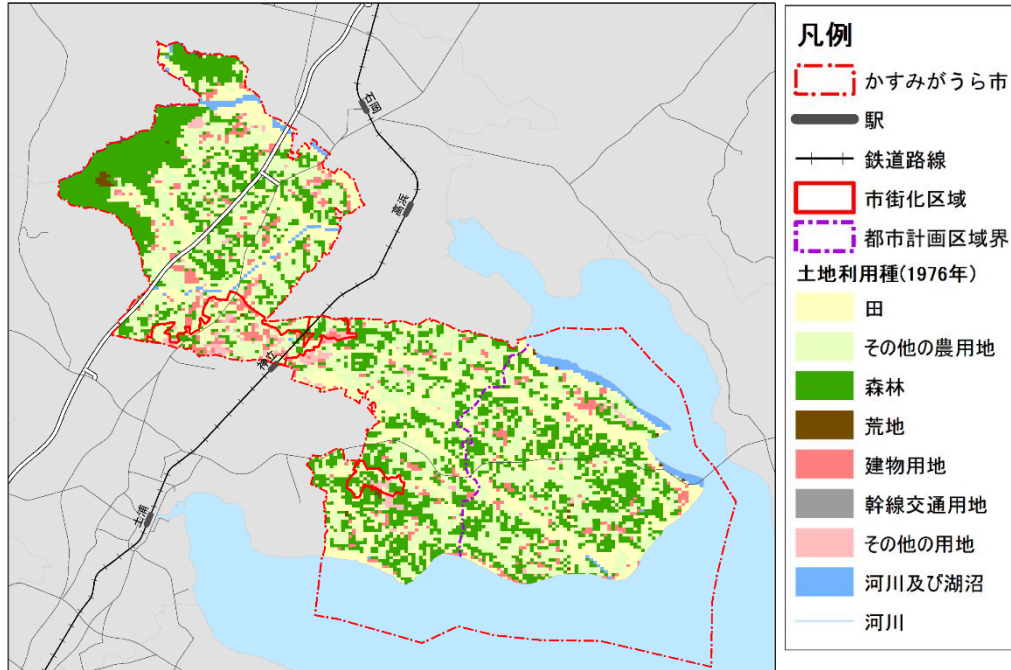 石岡
高浜
神立
土浦
凡例
かすみがうら市
駅
鉄道路線
市街化区域
都市計画区域界
土地利用種(1976年)
田
その他の農用地
森林
荒地
建物用地
幹線交通用地
その他の用地
河川及び湖沼
河川